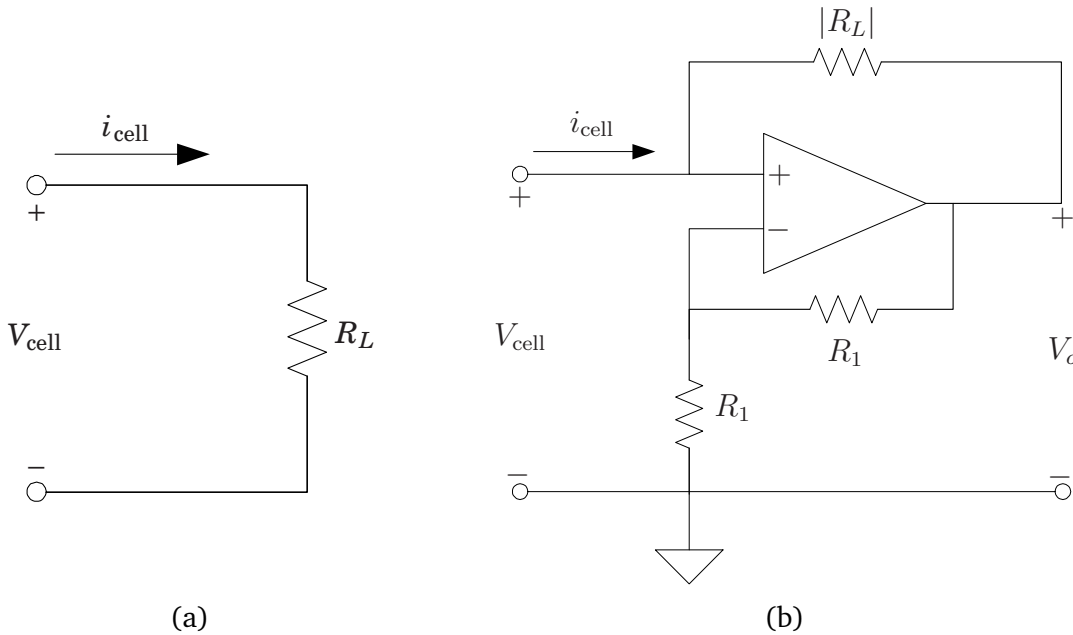 i_cell
+
V_cell
R_L
−
(a)
|R_L|
i_cell
+
+
−
+
V_cell
R_1
R_1
−
−
(b)